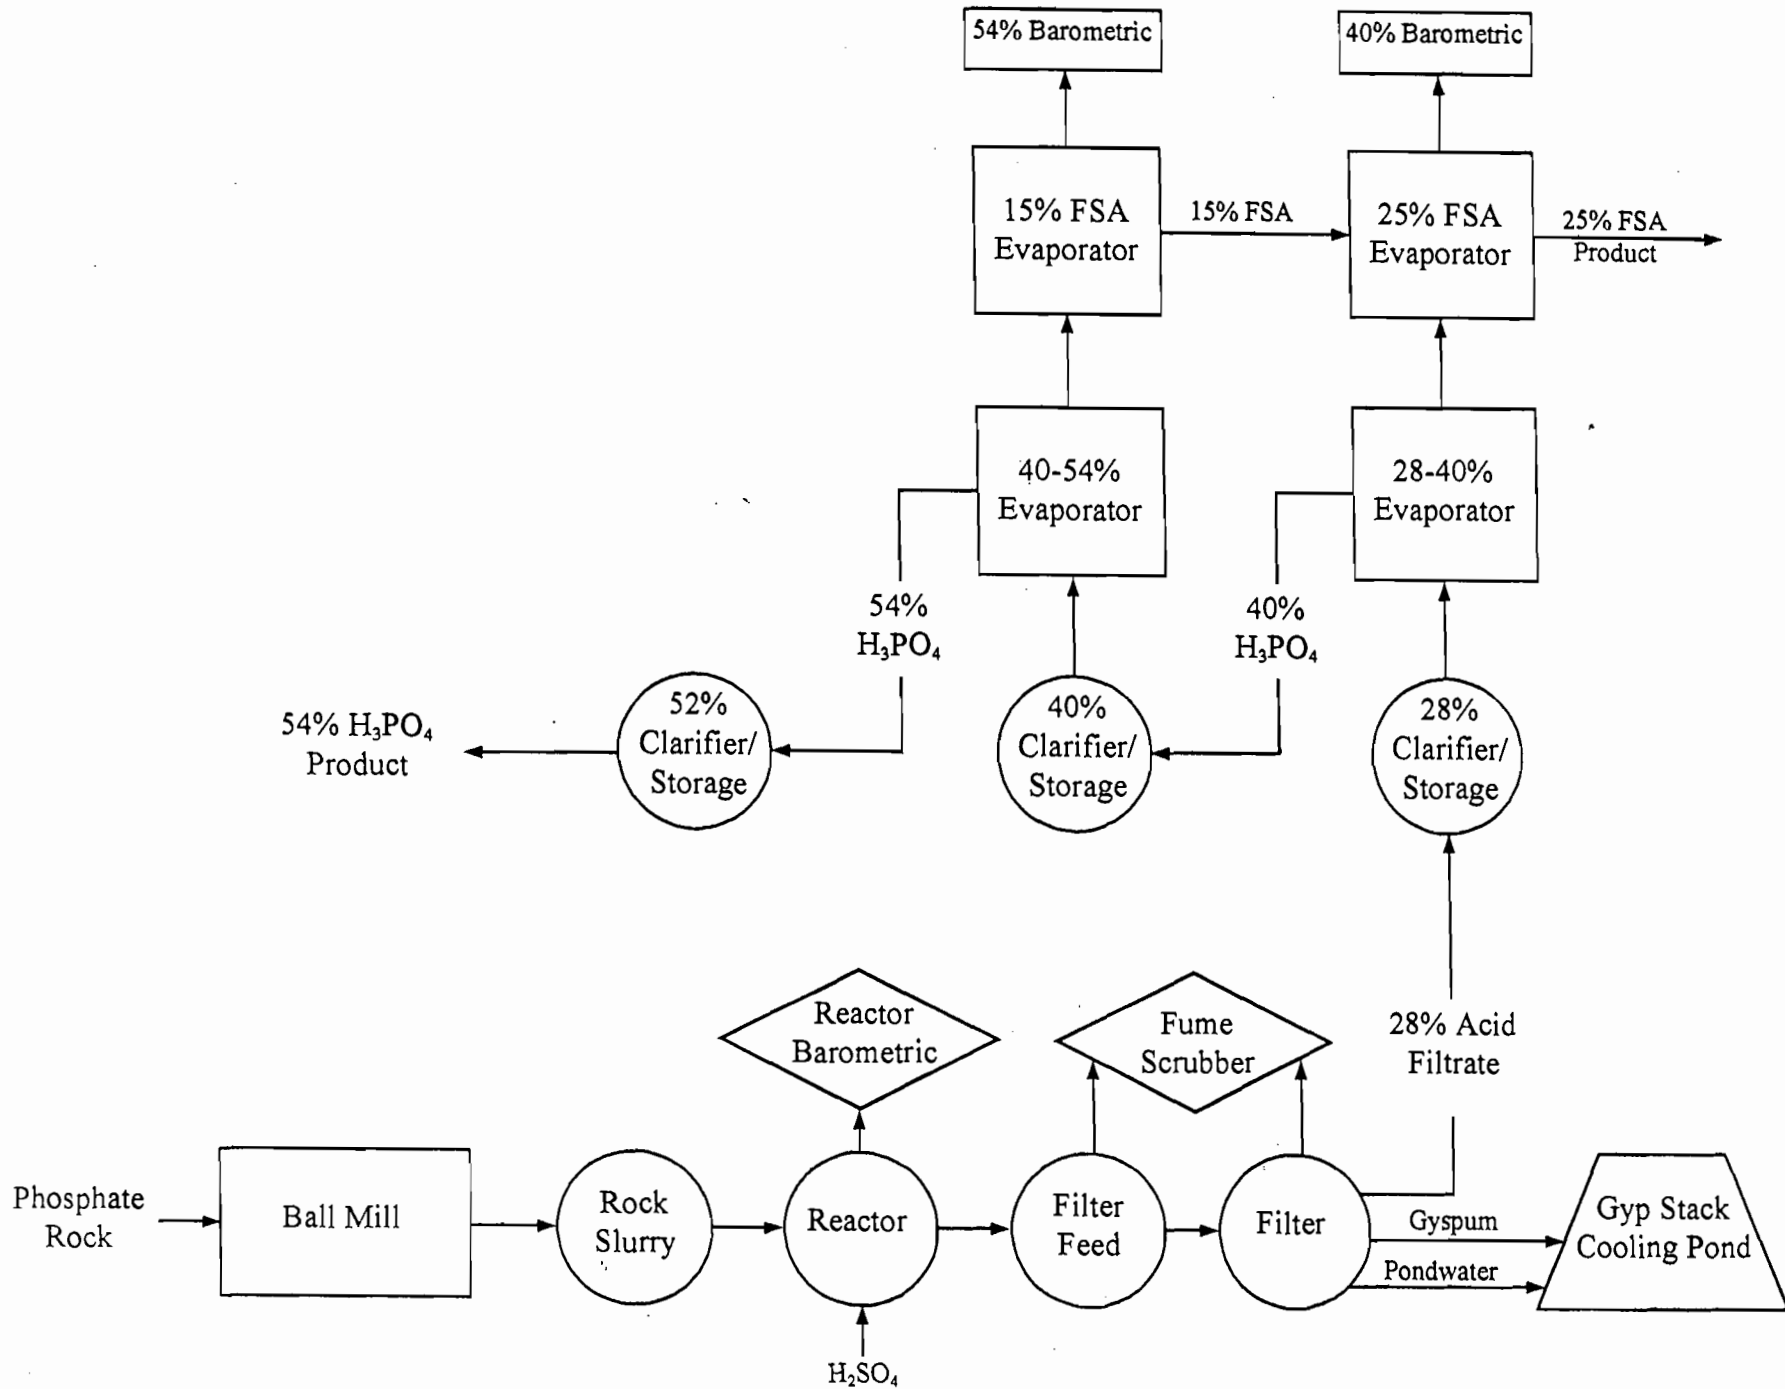 54% Barometric
40% Barometric
15% FSA
Evaporator
15% FSA
25% FSA
Evaporator
25% FSA
Product
40-54%
Evaporator
28-40%
Evaporator
54%
H₃PO₄
40%
H₃PO₄
54% H₃PO₄
Product
52%
Clarifier/
Storage
40%
Clarifier/
Storage
28%
Clarifier/
Storage
Reactor
Barometric
Fume
Scrubber
28% Acid
Filtrate
Phosphate
Rock
Ball Mill
Rock
Slurry
Reactor
Filter
Feed
Filter
Gyspum
Pondwater
Gyp Stack
Cooling Pond
H₂SO₄